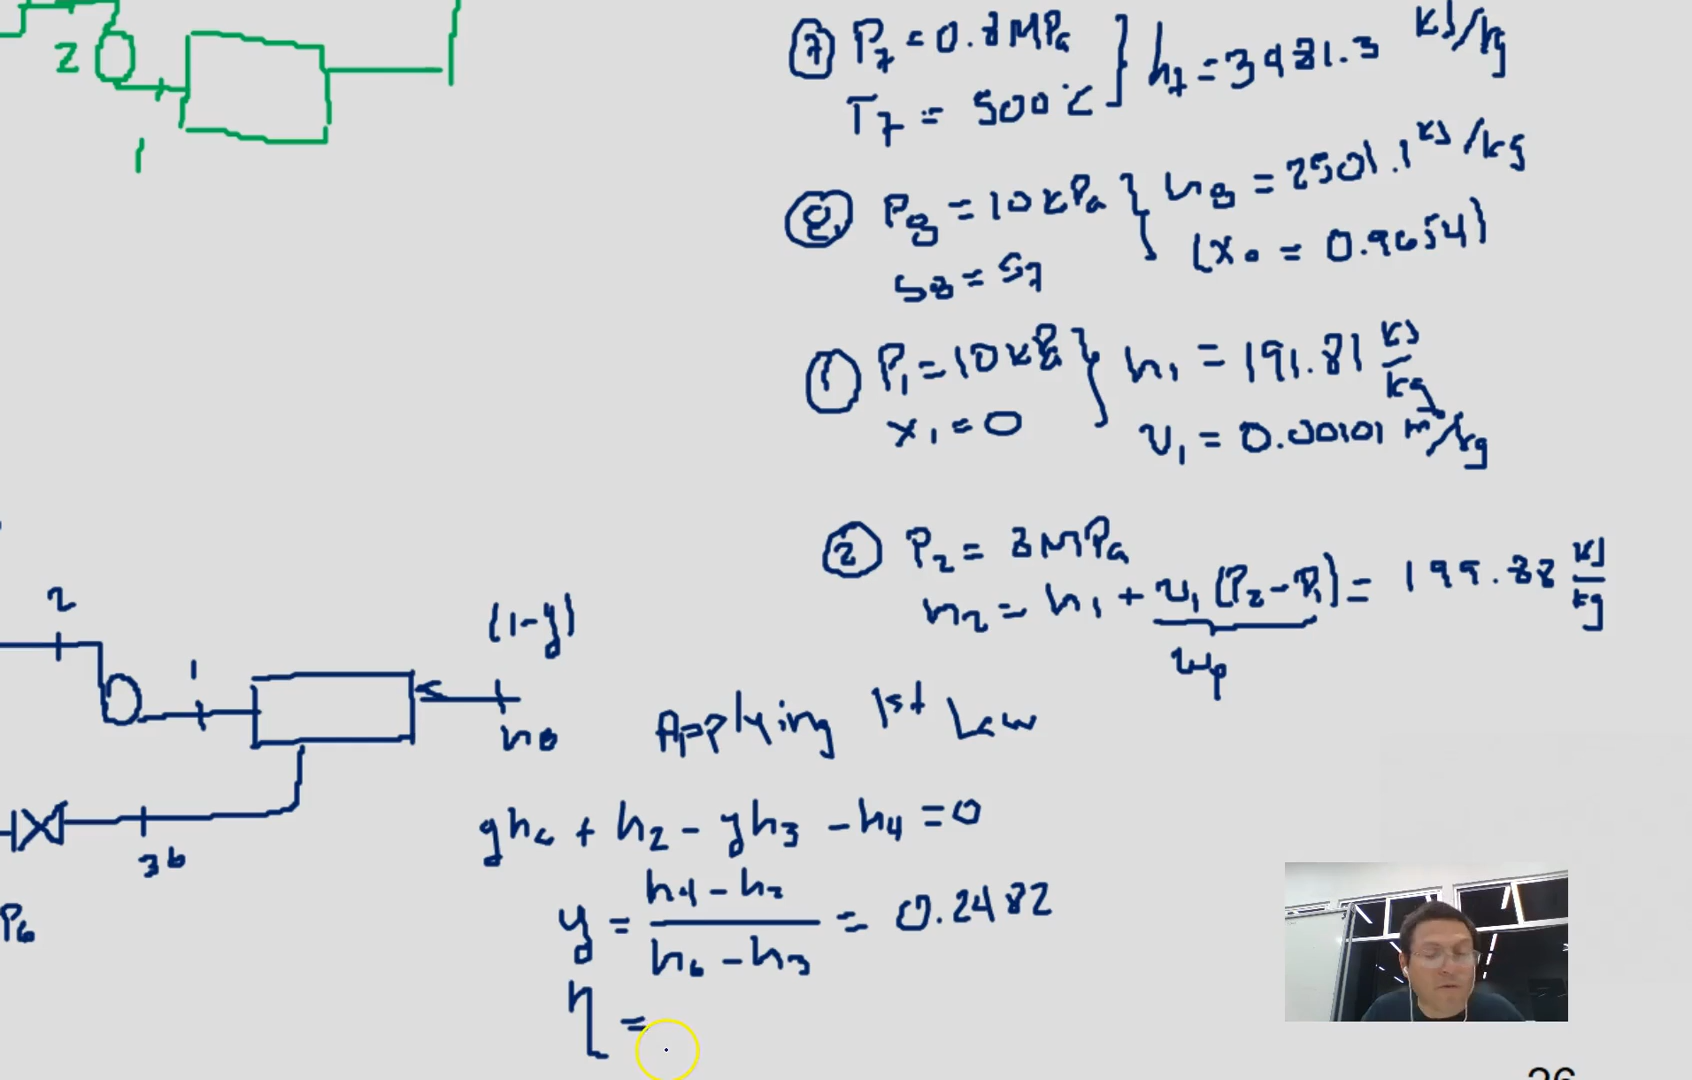 2
1
⑦ P7 = 0.8 MPa } h7 = 3481.3 kJ/kg
T7 = 500°C
⑧ P8 = 10 kPa } h8 = 2501.1 kJ/kg
s8 = s7 (x8 = 0.9654)
① P1 = 10 kPa } h1 = 191.81 kJ/kg
x1 = 0 v1 = 0.00101 m³/kg
② P2 = 8 MPa
h2 = h1 + v1 (P2 - P1) = 199.88 kJ/kg
wp
2
1
(1-y)
h8
3b
P6
Applying 1st Law
yh6 + h2 - yh3 - h4 = 0
y = (h4 - h2)/(h6 - h3) = 0.2482
η =